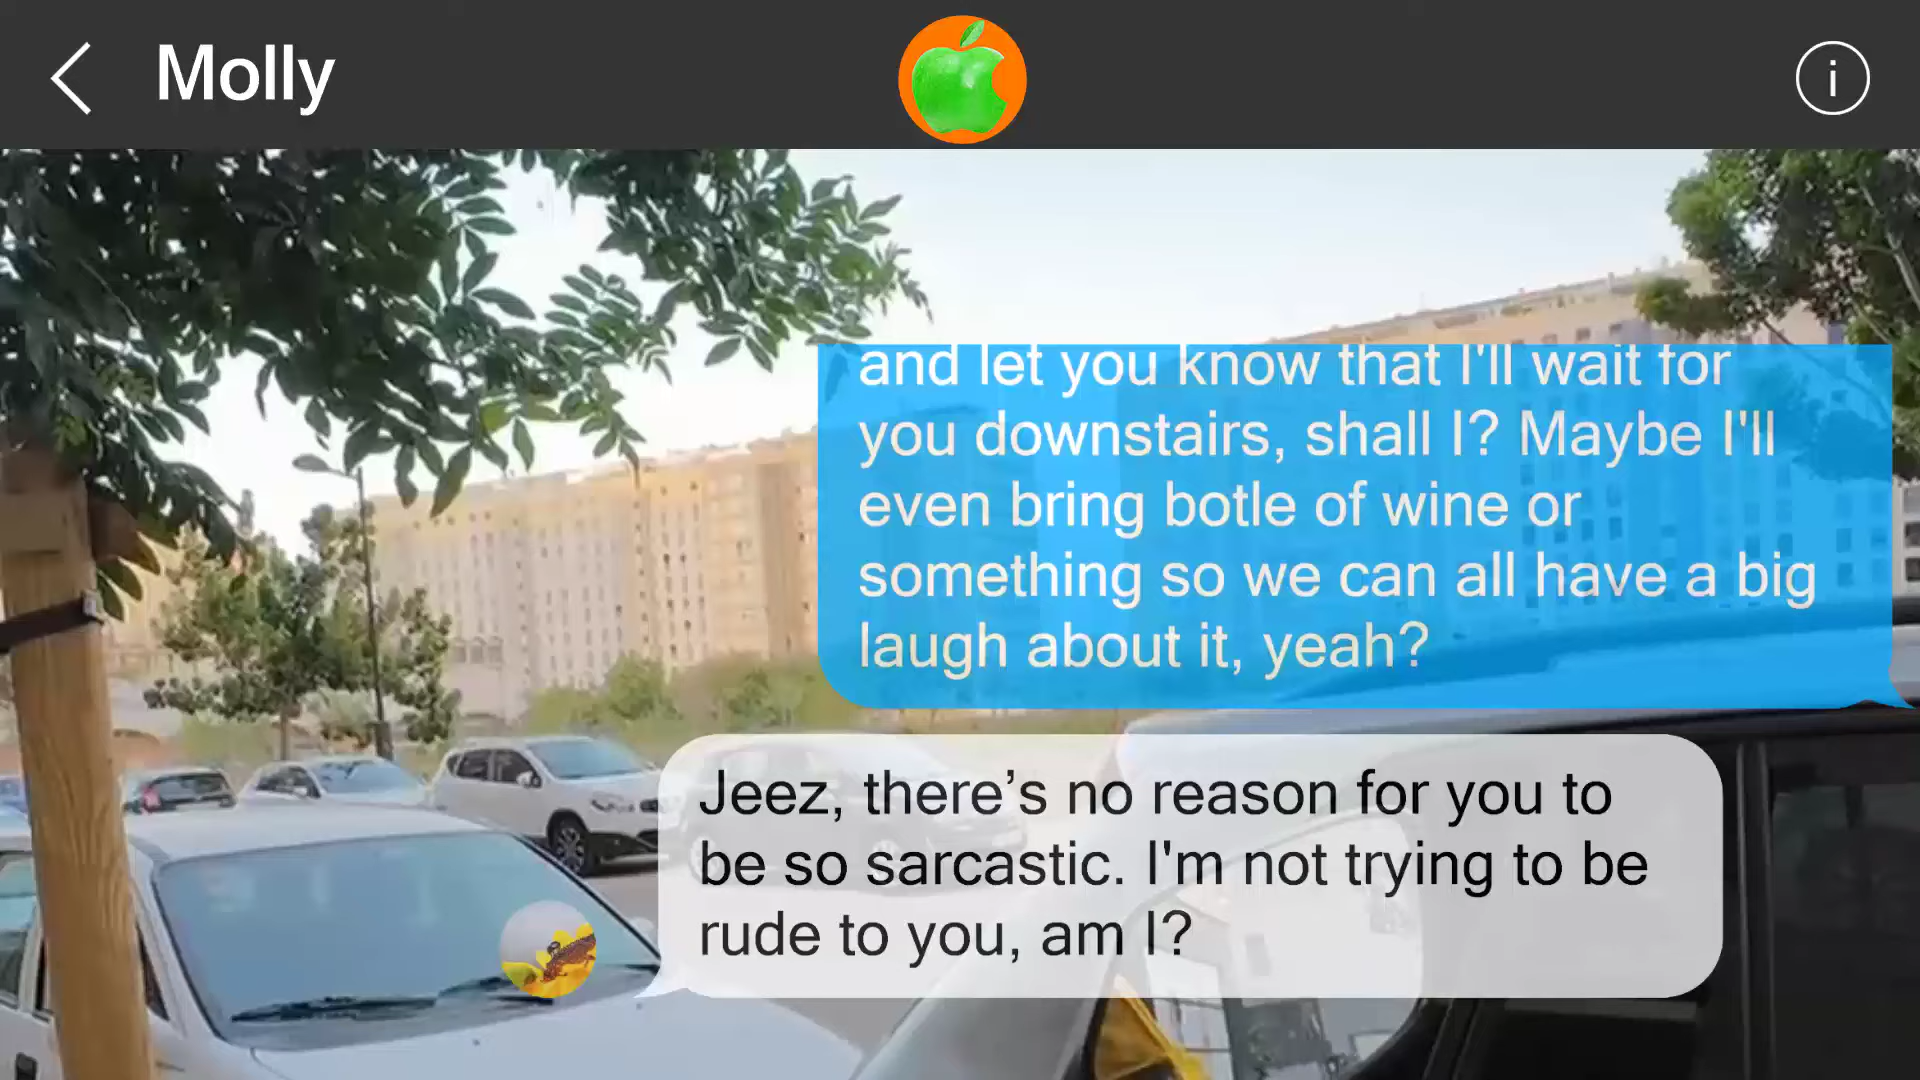 Molly
i
and let you know that I'll wait for
you downstairs, shall I? Maybe I'll
even bring botle of wine or
something so we can all have a big
laugh about it, yeah?
Jeez, there’s no reason for you to
be so sarcastic. I'm not trying to be
rude to you, am I?